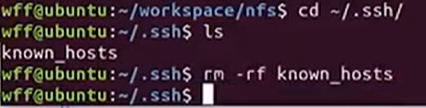 wff@ubuntu:~/workspace/nfs$ cd ~/.ssh/
wff@ubuntu:~/.ssh$ ls
known_hosts
wff@ubuntu:~/.ssh$ rm -rf known_hosts
wff@ubuntu:~/.ssh$